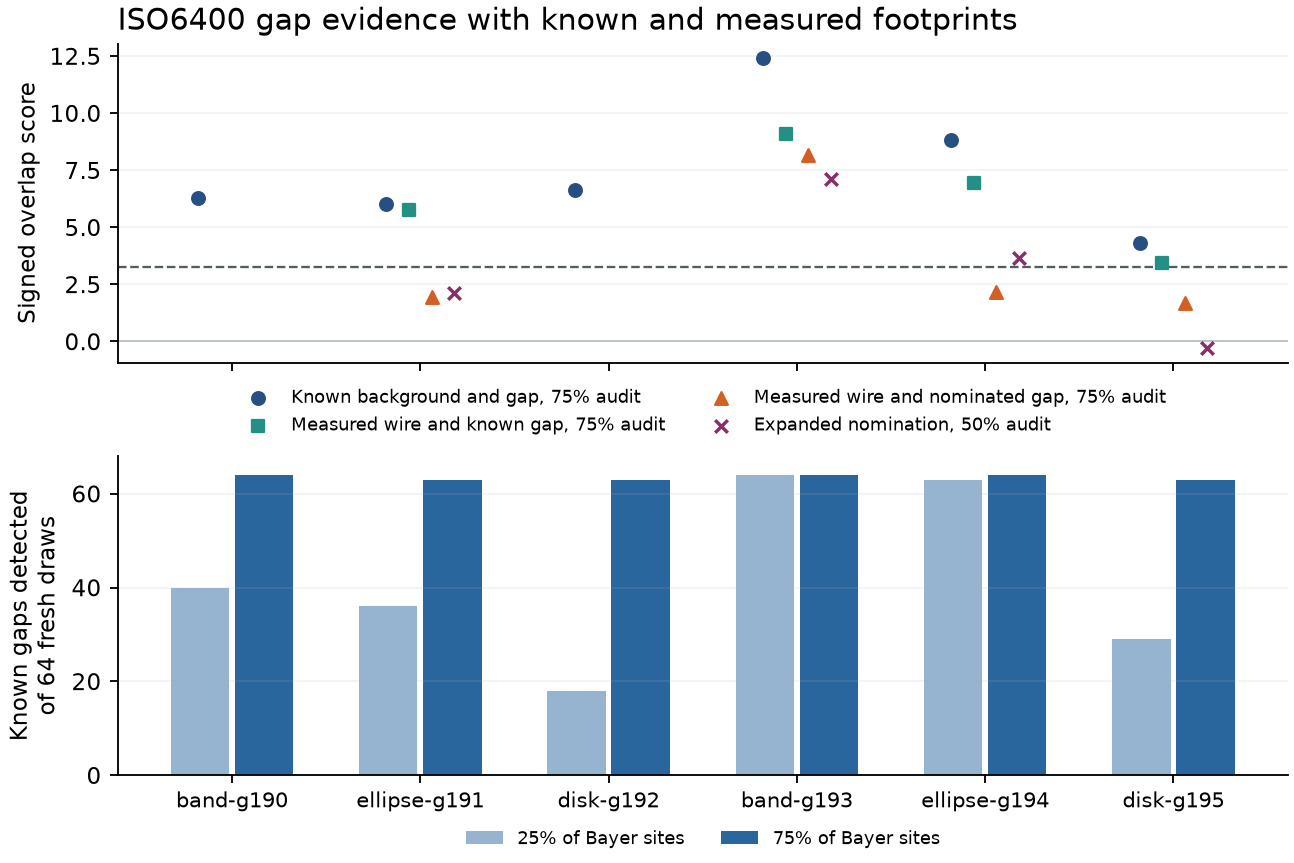 ISO6400 gap evidence with known and measured footprints
Signed overlap score
12.5
10.0
7.5
5.0
2.5
0.0
Known background and gap, 75% audit
Measured wire and known gap, 75% audit
Measured wire and nominated gap, 75% audit
Expanded nomination, 50% audit
Known gaps detected
of 64 fresh draws
60
40
20
0
band-g190
ellipse-g191
disk-g192
band-g193
ellipse-g194
disk-g195
25% of Bayer sites
75% of Bayer sites